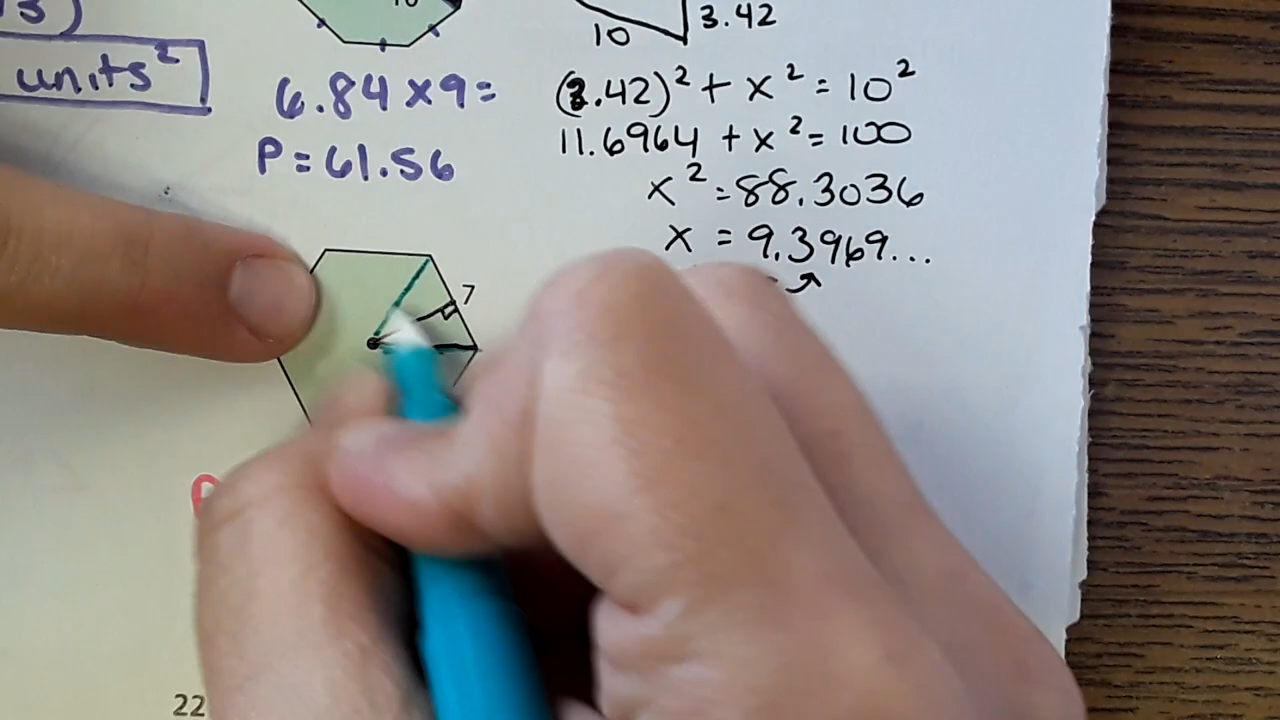 units²
10
3.42
6.84 x 9 =
P = 61.56
(3.42)² + x² = 10²
11.6964 + x² = 100
x² = 88.3036
x = 9.3969...
7
22